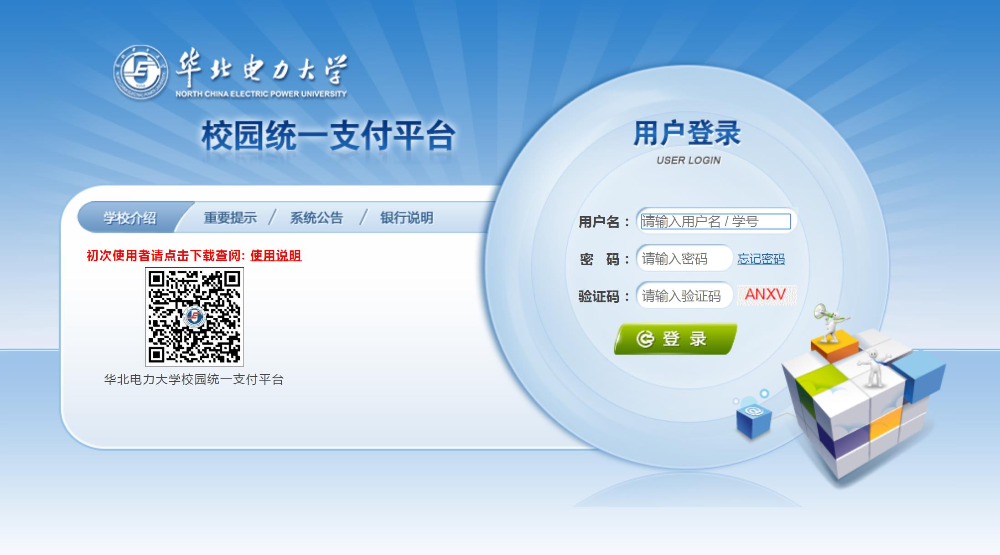 华北电力大学
NORTH CHINA ELECTRIC POWER UNIVERSITY
校园统一支付平台
用户登录
USER LOGIN
学校介绍 重要提示 / 系统公告 / 银行说明
初次使用者请点击下载查阅: 使用说明
华北电力大学校园统一支付平台
用户名： 请输入用户名 / 学号
密 码： 请输入密码 忘记密码
验证码： 请输入验证码 ANXV
登 录
@